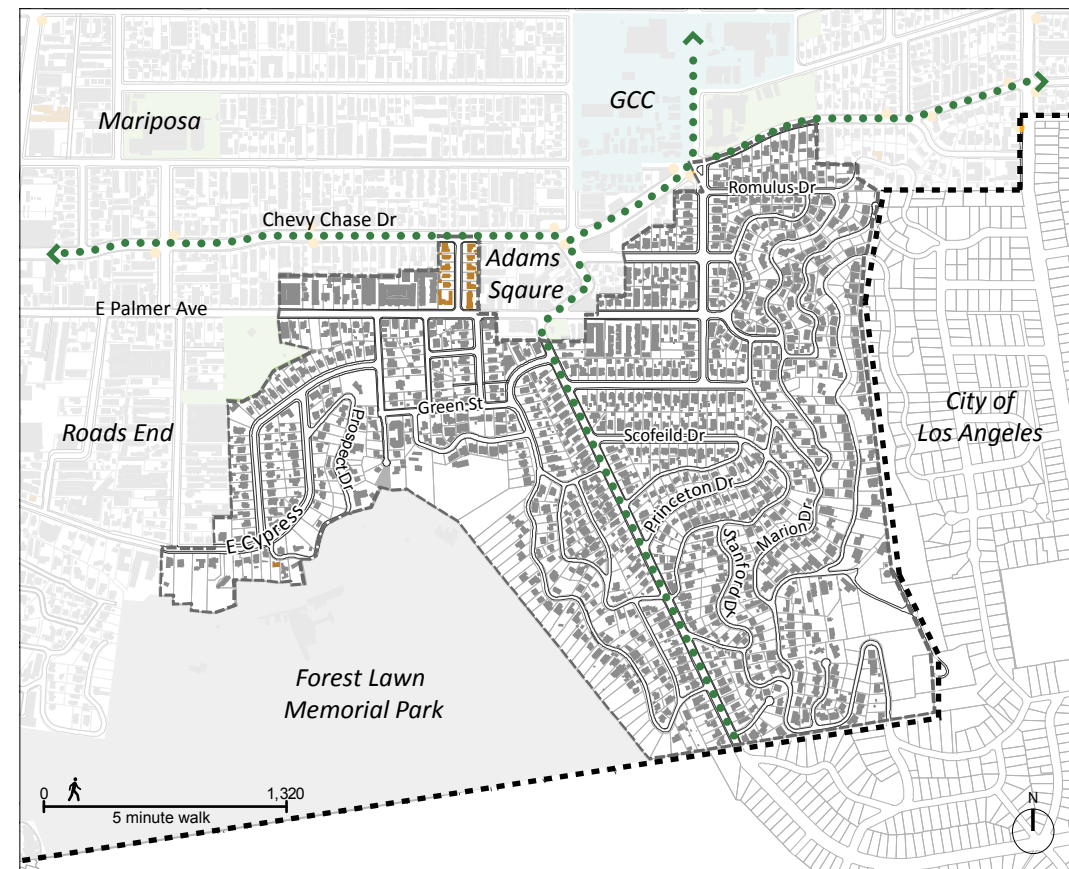 GCC
Mariposa
Romulus Dr
Chevy Chase Dr
Adams
Sqaure
E Palmer Ave
City of
Los Angeles
Green St
Roads End
Prospect Dr
Scofeild Dr
Princeton Dr
Marion Dr
Stanford Dr
E Cypress
Forest Lawn
Memorial Park
0
1,320
5 minute walk
N